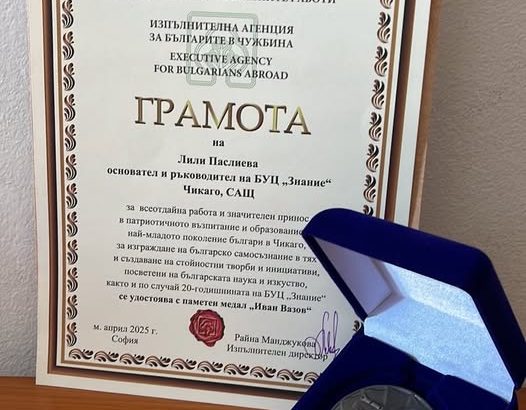 РАБОТИ
ИЗПЪЛНИТЕЛНА АГЕНЦИЯ
ЗА БЪЛГАРИТЕ В ЧУЖБИНА
EXECUTIVE AGENCY
FOR BULGARIANS ABROAD
ГРАМОТА
на
Лили Паслиева
основател и ръководител на БУЦ „Знание“
Чикаго, САЩ
за всеотдайна работа и значителен принос
в патриотичното възпитание и образование
най-младото поколение българи в Чикаго,
за изграждане на българско самосъзнание в тях
и създаване на стойностни творби и инициативи,
посветени на българската наука и изкуство,
както и по случай 20-годишнината на БУЦ „Знание“
се удостоява с паметен медал „Иван Вазов“
м. април 2025 г.
София
Райна Манджукова
Изпълнителен директор